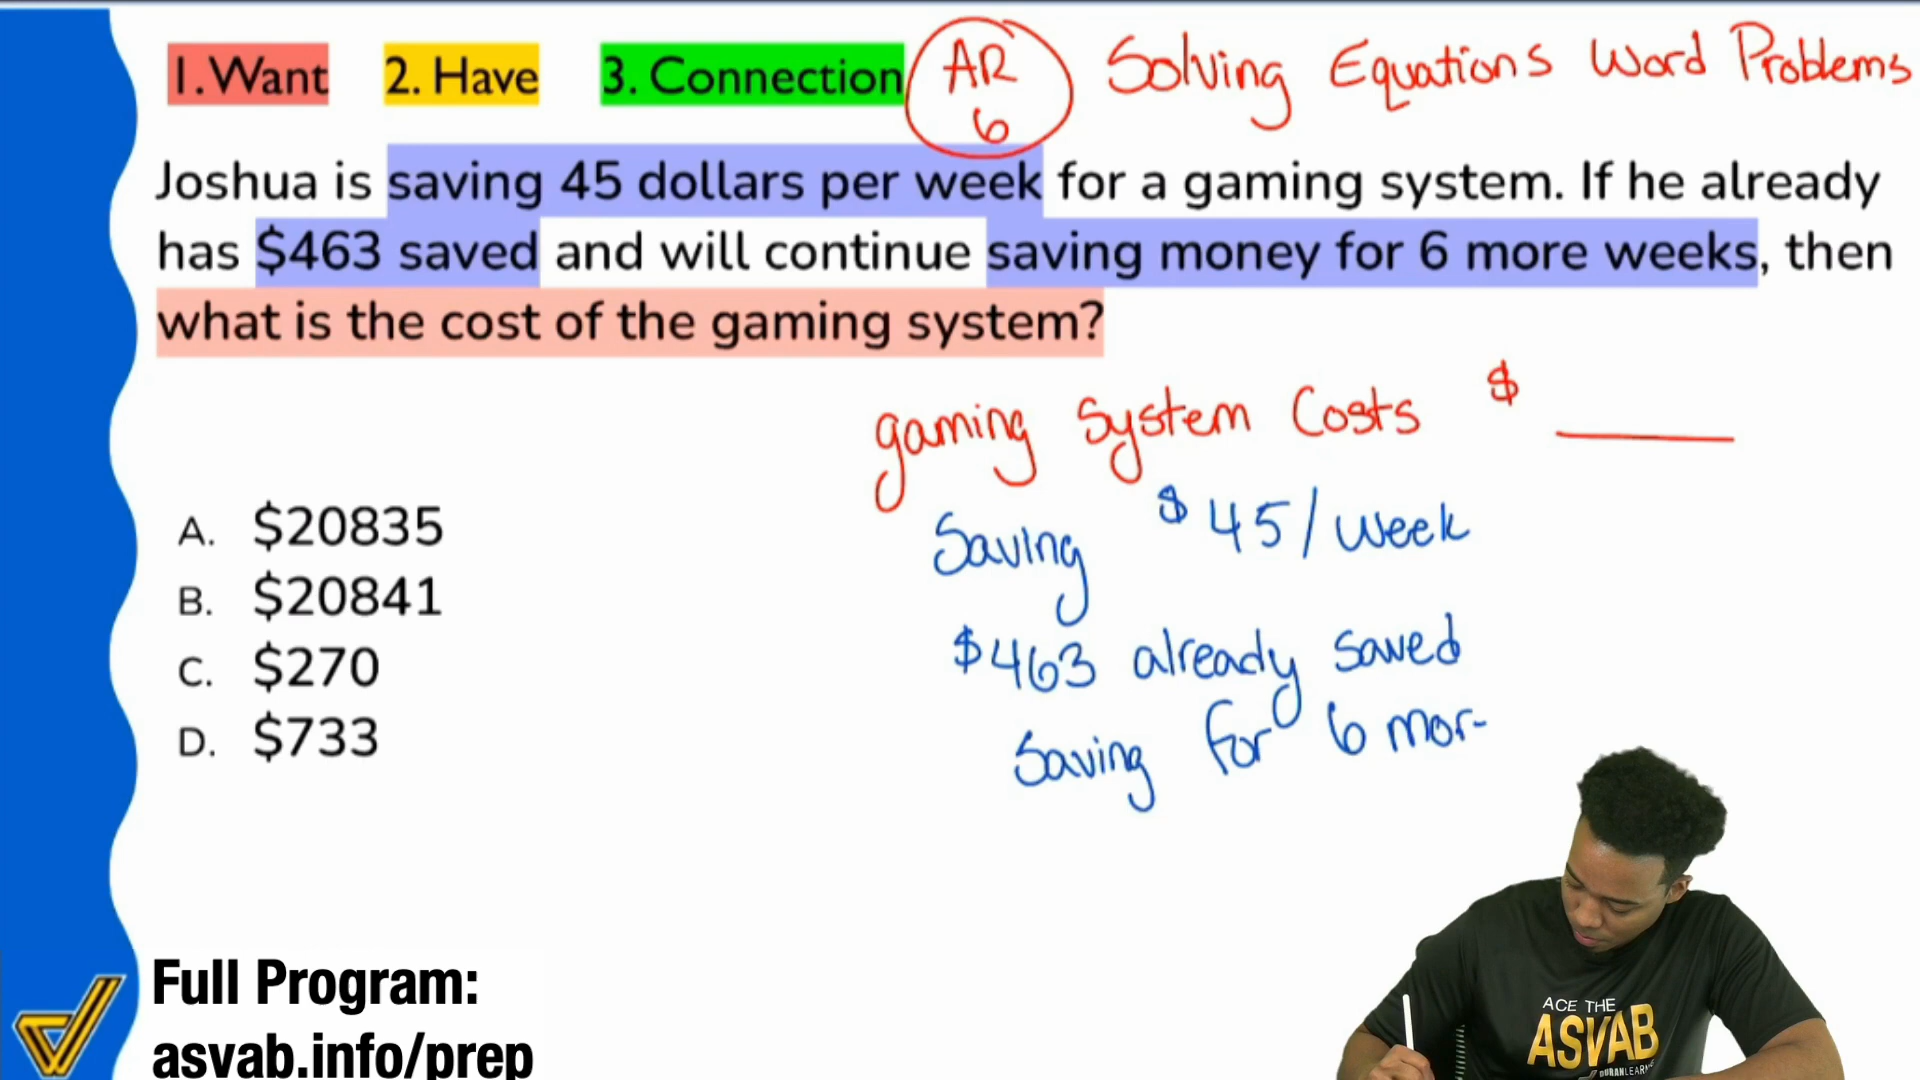 1. Want 2. Have 3. Connection AR 6 Solving Equations Word Problems
Joshua is saving 45 dollars per week for a gaming system. If he already
has $463 saved and will continue saving money for 6 more weeks, then
what is the cost of the gaming system?
gaming system Costs $ ____
Saving $45/week
$463 already saved
Saving for 6 mor-
A. $20835
B. $20841
C. $270
D. $733
Full Program:
asvab.info/prep
ACE THE
ASVAB